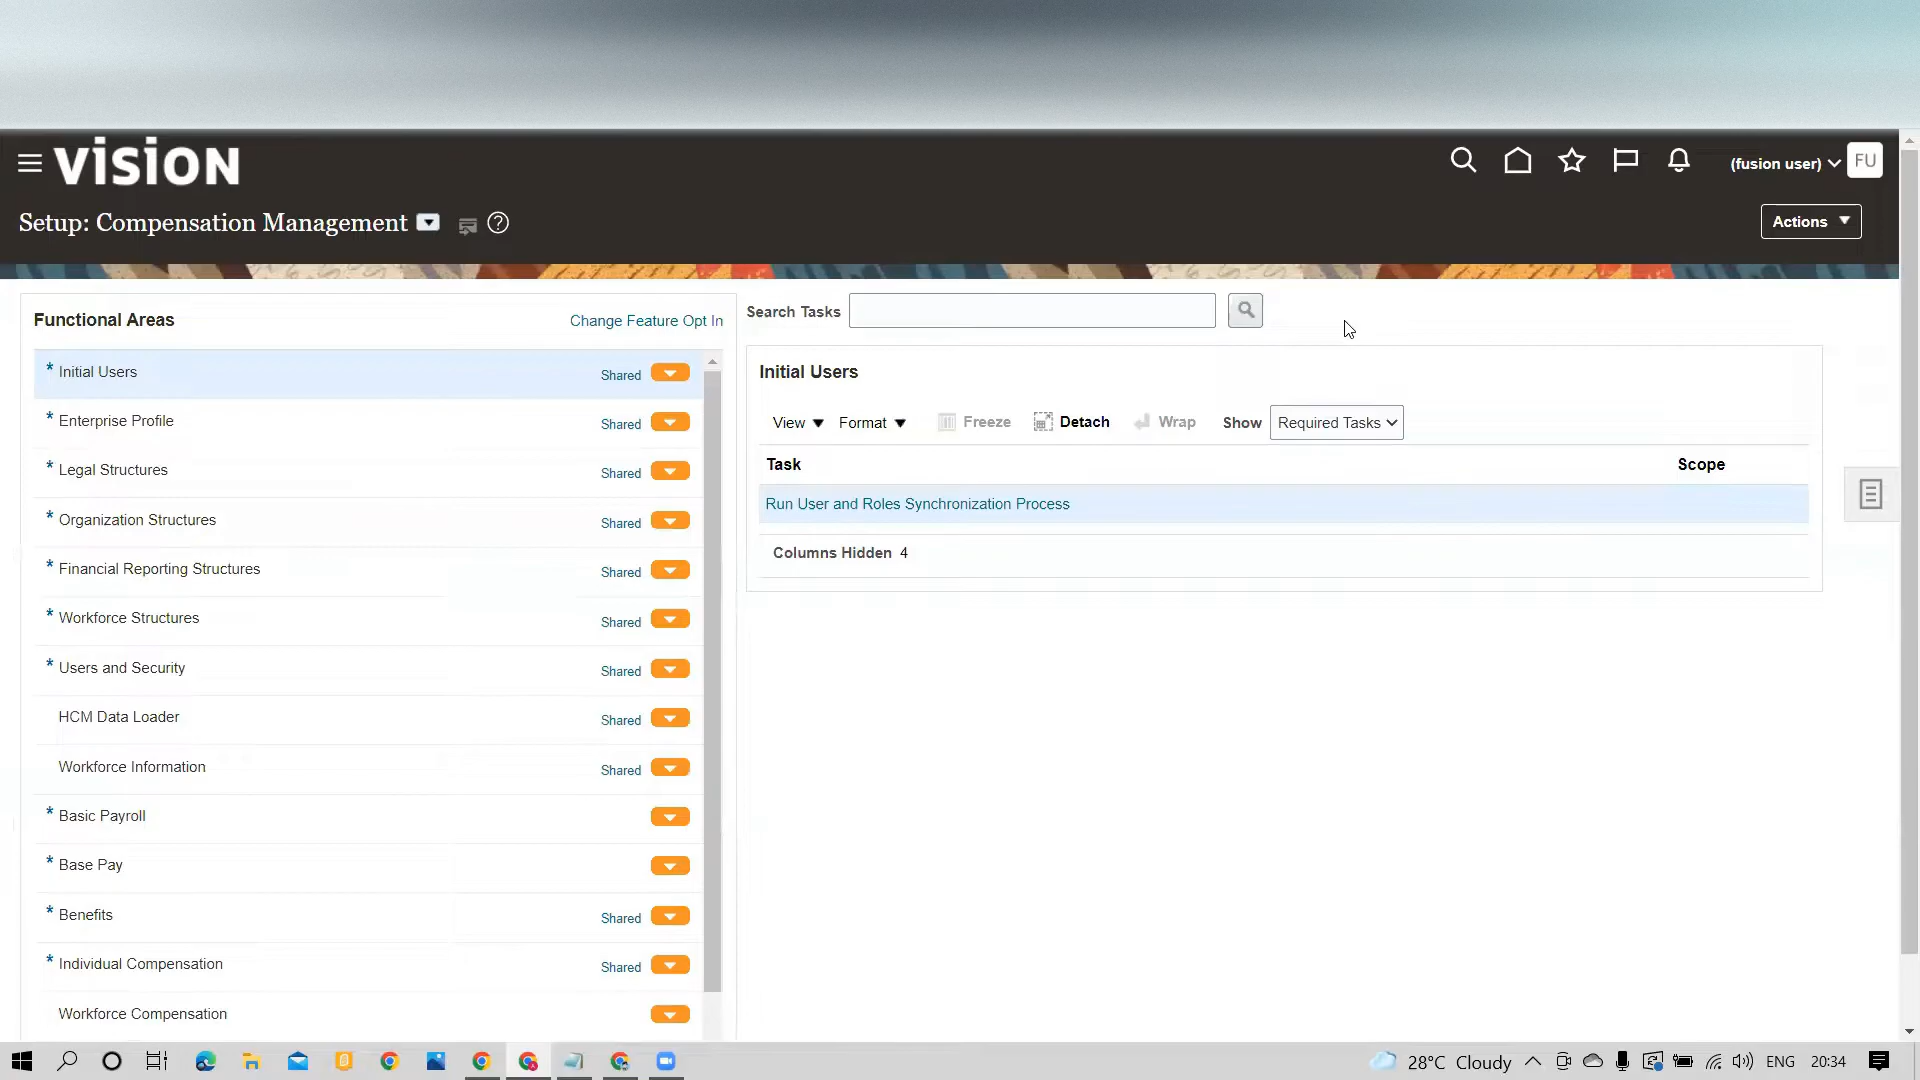 vision
(fusion user)
FU
Setup: Compensation Management
Actions
Functional Areas
Change Feature Opt In
* Initial Users Shared
* Enterprise Profile Shared
* Legal Structures Shared
* Organization Structures Shared
* Financial Reporting Structures Shared
* Workforce Structures Shared
* Users and Security Shared
HCM Data Loader Shared
Workforce Information Shared
* Basic Payroll
* Base Pay
* Benefits Shared
* Individual Compensation Shared
Workforce Compensation
Search Tasks
Initial Users
View Format Freeze Detach Wrap Show Required Tasks
Task Scope
Run User and Roles Synchronization Process
Columns Hidden 4
28°C Cloudy ENG 20:34